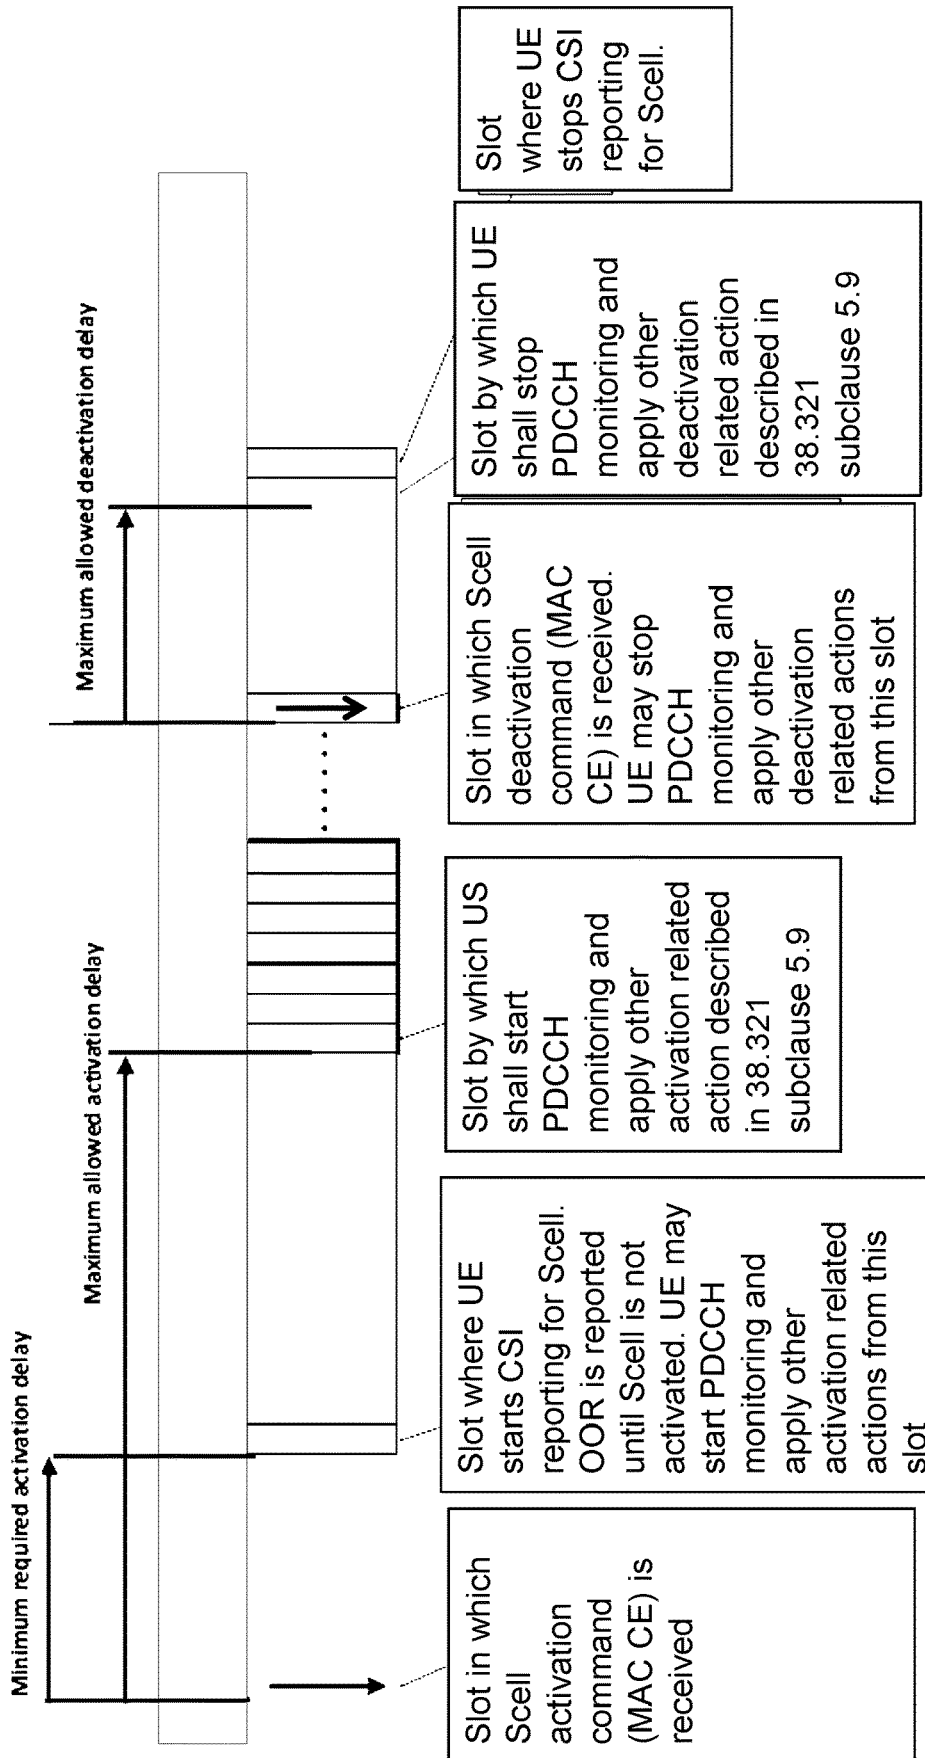 Minimum required activation delay
Maximum allowed activation delay
Maximum allowed deactivation delay
Slot in which
Scell
activation
command
(MAC CE) is
received
Slot where UE
starts CSI
reporting for Scell.
OOR is reported
until Scell is not
activated. UE may
start PDCCH
monitoring and
apply other
activation related
actions from this
slot
Slot by which US
shall start
PDCCH
monitoring and
apply other
activation related
action described
in 38.321
subclause 5.9
Slot in which Scell
deactivation
command (MAC
CE) is received.
UE may stop
PDCCH
monitoring and
apply other
deactivation
related actions
from this slot
Slot by which UE
shall stop
PDCCH
monitoring and
apply other
deactivation
related action
described in
38.321
subclause 5.9
Slot
where UE
stops CSI
reporting
for Scell.